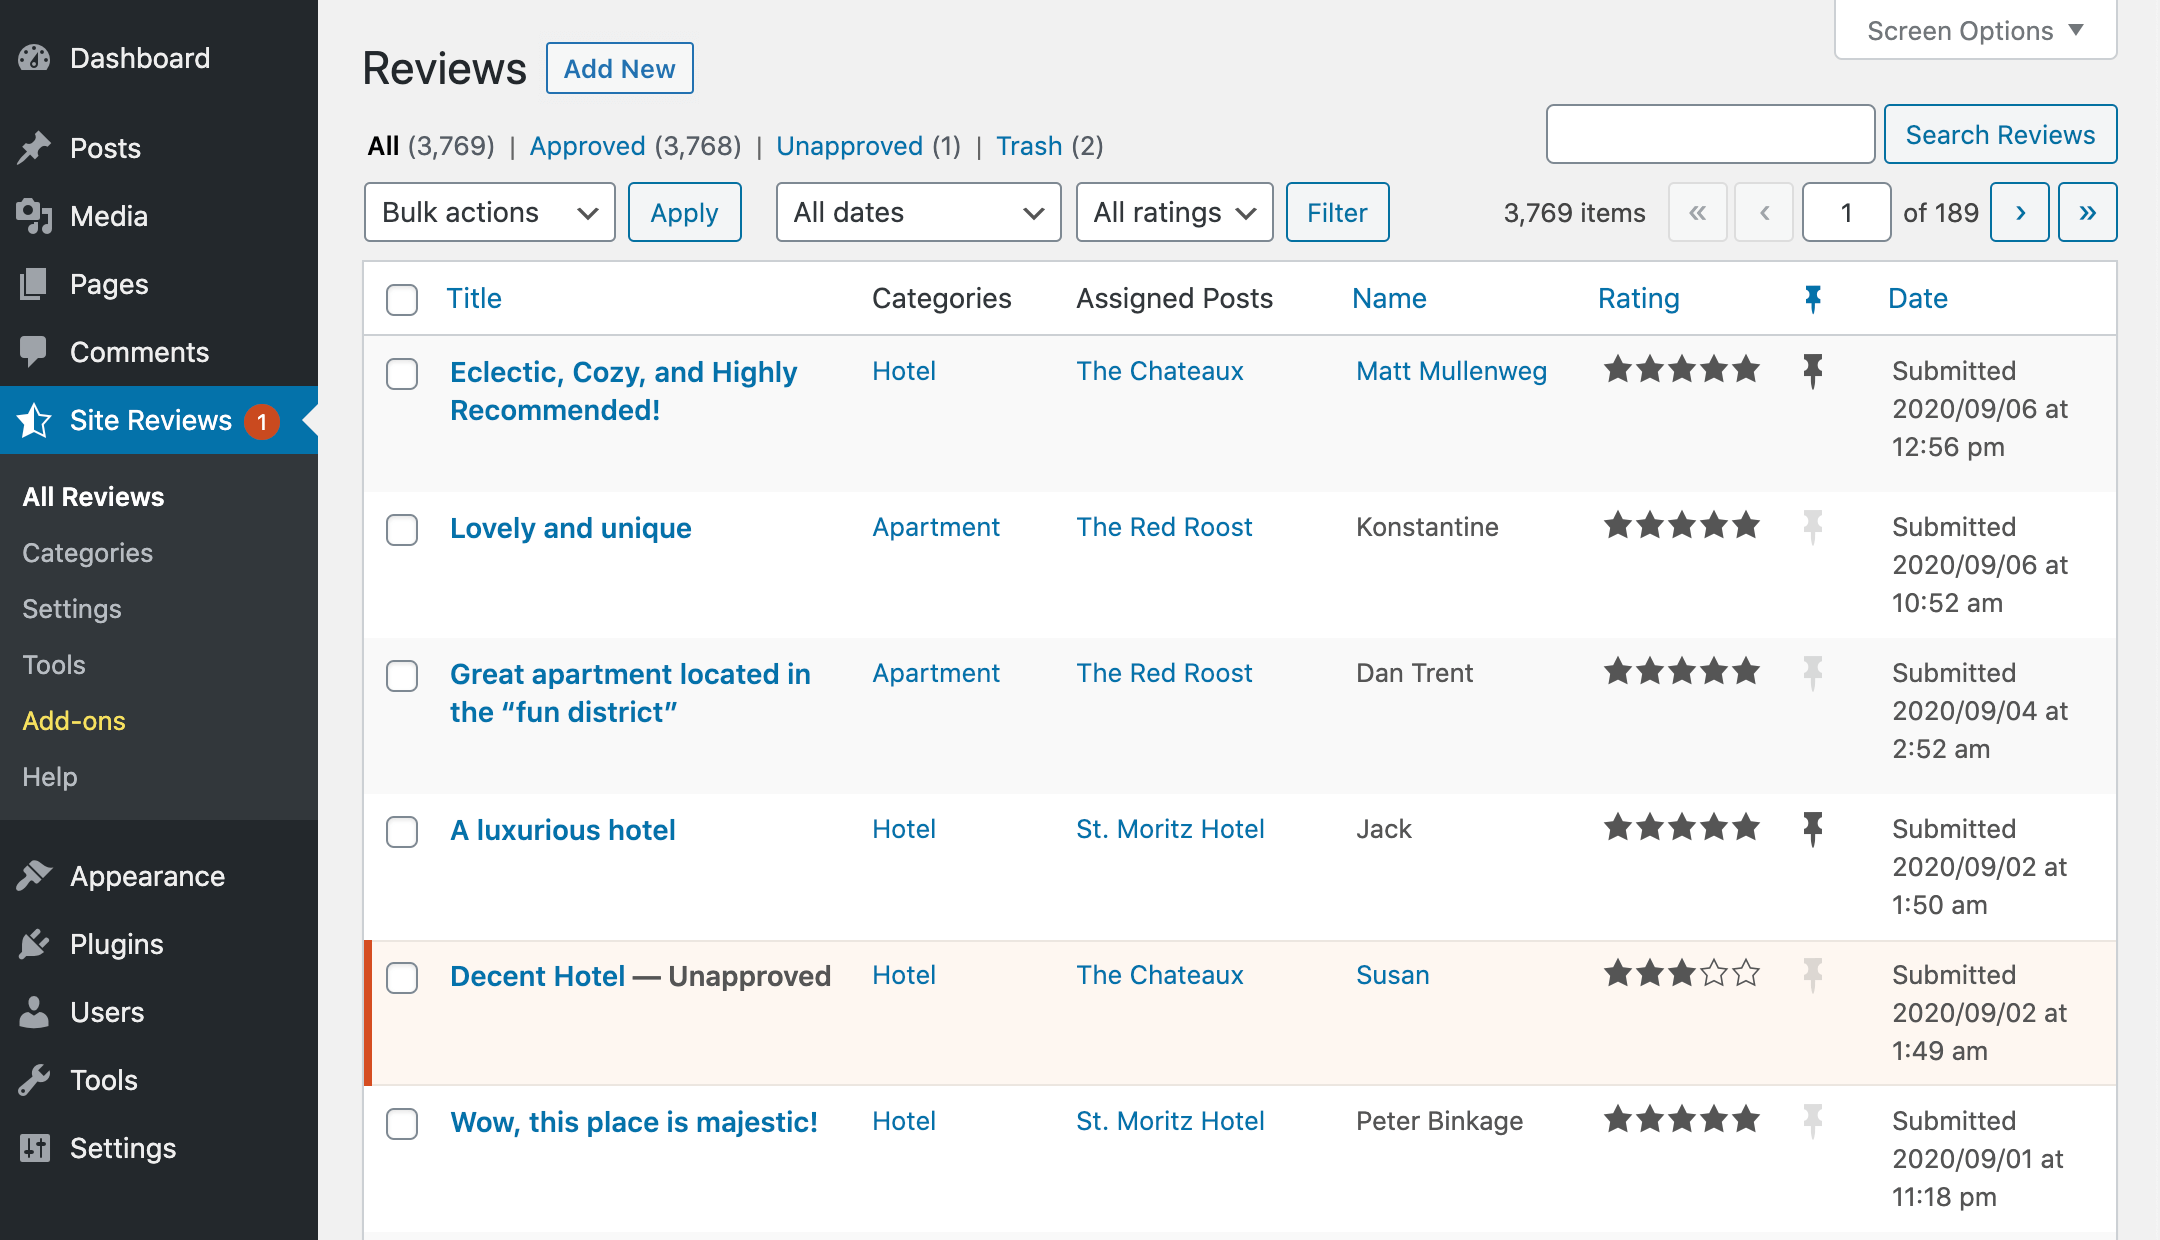 Dashboard
Posts
Media
Pages
Comments
Site Reviews 1
All Reviews
Categories
Settings
Tools
Add-ons
Help
Appearance
Plugins
Users
Tools
Settings
Screen Options ▼
Reviews Add New
All (3,769) | Approved (3,768) | Unapproved (1) | Trash (2)
Search Reviews
Bulk actions Apply All dates All ratings Filter 3,769 items « ‹ 1 of 189 › »
Title Categories Assigned Posts Name Rating Date
Eclectic, Cozy, and Highly Hotel The Chateaux Matt Mullenweg ★★★★★ Submitted
Recommended! 2020/09/06 at
12:56 pm
Lovely and unique Apartment The Red Roost Konstantine ★★★★★ Submitted
2020/09/06 at
10:52 am
Great apartment located in Apartment The Red Roost Dan Trent ★★★★★ Submitted
the “fun district” 2020/09/04 at
2:52 am
A luxurious hotel Hotel St. Moritz Hotel Jack ★★★★★ Submitted
2020/09/02 at
1:50 am
Decent Hotel — Unapproved Hotel The Chateaux Susan ★★★☆☆ Submitted
2020/09/02 at
1:49 am
Wow, this place is majestic! Hotel St. Moritz Hotel Peter Binkage ★★★★★ Submitted
2020/09/01 at
11:18 pm